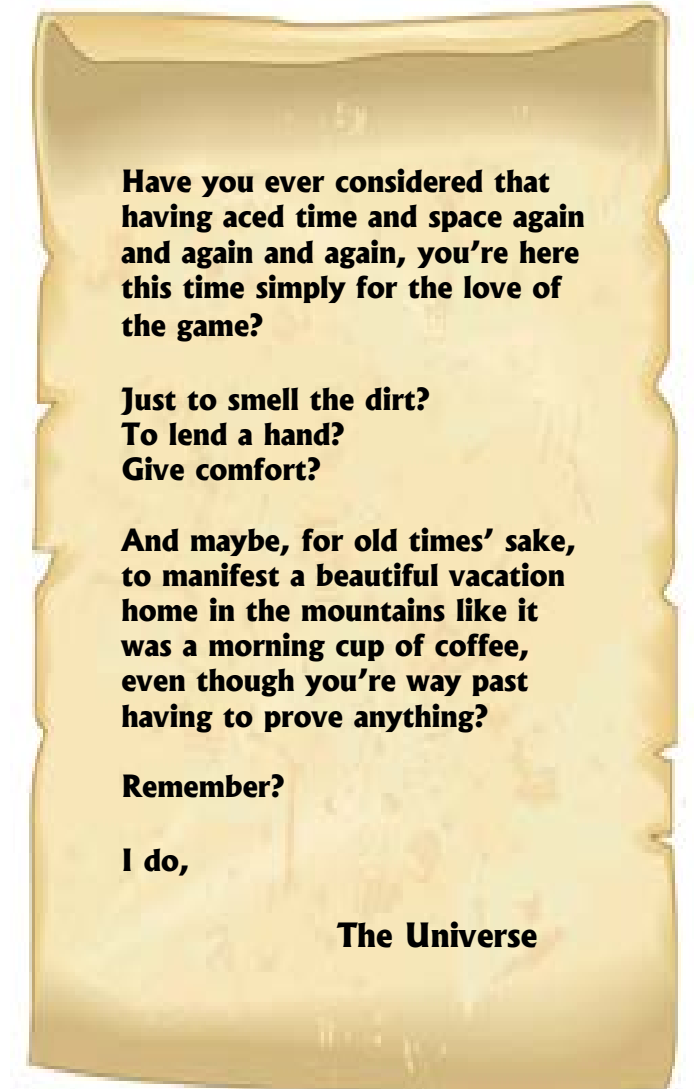 Have you ever considered that
having aced time and space again
and again and again, you’re here
this time simply for the love of
the game?
Just to smell the dirt?
To lend a hand?
Give comfort?
And maybe, for old times’ sake,
to manifest a beautiful vacation
home in the mountains like it
was a morning cup of coffee,
even though you’re way past
having to prove anything?
Remember?
I do,
The Universe